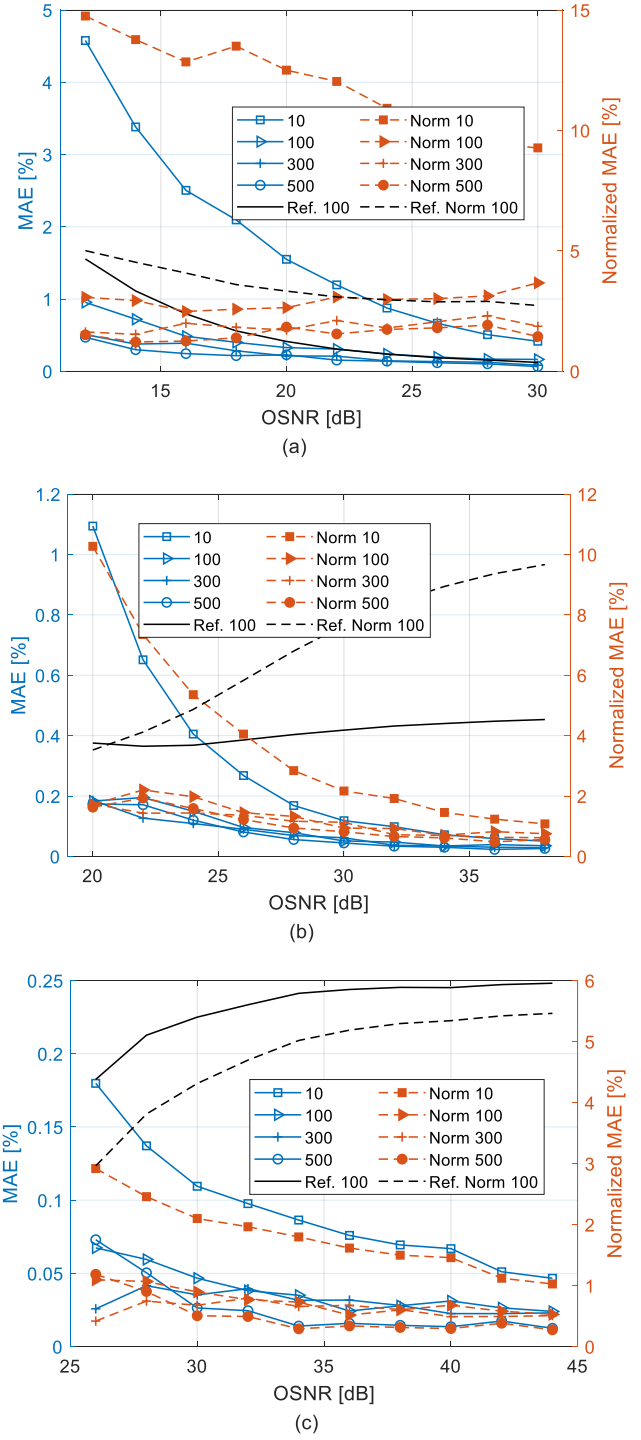 5
4
3
2
1
0
MAE [%]
15
10
5
0
Normalized MAE [%]
10 Norm 10
100 Norm 100
300 Norm 300
500 Norm 500
Ref. 100 Ref. Norm 100
15 20 25 30
OSNR [dB]
(a)
1.2
1
0.8
0.6
0.4
0.2
0
MAE [%]
12
10
8
6
4
2
0
Normalized MAE [%]
10 Norm 10
100 Norm 100
300 Norm 300
500 Norm 500
Ref. 100 Ref. Norm 100
20 25 30 35
OSNR [dB]
(b)
0.25
0.2
0.15
0.1
0.05
0
MAE [%]
6
5
4
3
2
1
0
Normalized MAE [%]
10 Norm 10
100 Norm 100
300 Norm 300
500 Norm 500
Ref. 100 Ref. Norm 100
25 30 35 40 45
OSNR [dB]
(c)